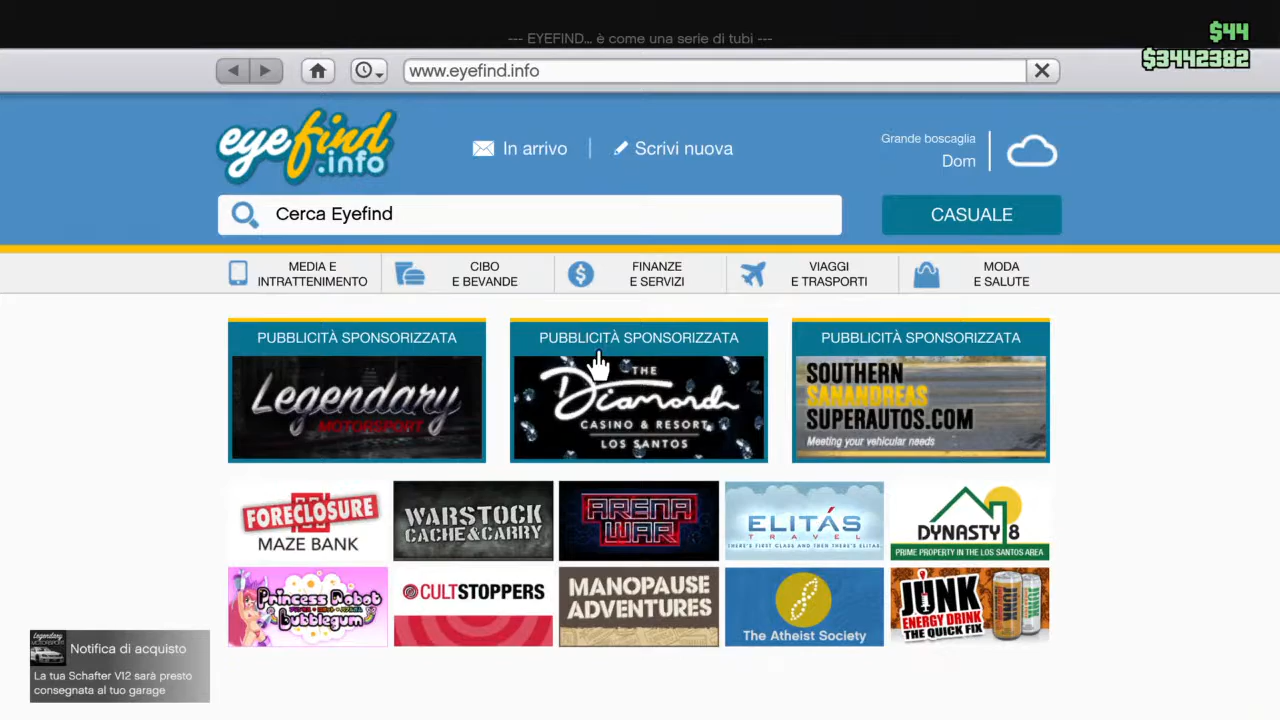 --- EYEFIND... è come una serie di tubi ---
$44
$3442382
www.eyefind.info
eyefind
.info
In arrivo
Scrivi nuova
Grande boscaglia
Dom
Cerca Eyefind
CASUALE
MEDIA E
INTRATTENIMENTO
CIBO
E BEVANDE
FINANZE
E SERVIZI
VIAGGI
E TRASPORTI
MODA
E SALUTE
PUBBLICITÀ SPONSORIZZATA
Legendary
MOTORSPORT
PUBBLICITÀ SPONSORIZZATA
THE
Diamond
CASINO & RESORT
LOS SANTOS
PUBBLICITÀ SPONSORIZZATA
SOUTHERN
SANANDREAS
SUPERAUTOS.COM
Meeting your vehicular needs
FORECLOSURE
MAZE BANK
WARSTOCK
CACHE & CARRY
ARENA
WAR
ELITÁS
TRAVEL
THERE'S FIRST CLASS AND THEN THERE'S ELITAS
DYNASTY 8
PRIME PROPERTY IN THE LOS SANTOS AREA
Princess Robot
Bubblegum
CULTSTOPPERS
MANOPAUSE
ADVENTURES
The Atheist Society
JUNK
ENERGY DRINK
THE QUICK FIX
Legendary
MOTORSPORT
Notifica di acquisto
La tua Schafter V12 sarà presto
consegnata al tuo garage